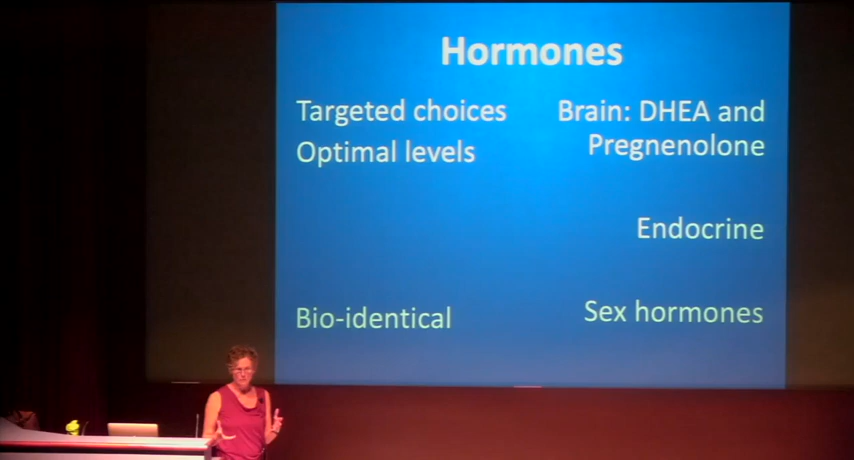 Hormones
Targeted choices
Optimal levels
Bio-identical
Brain: DHEA and
Pregnenolone
Endocrine
Sex hormones